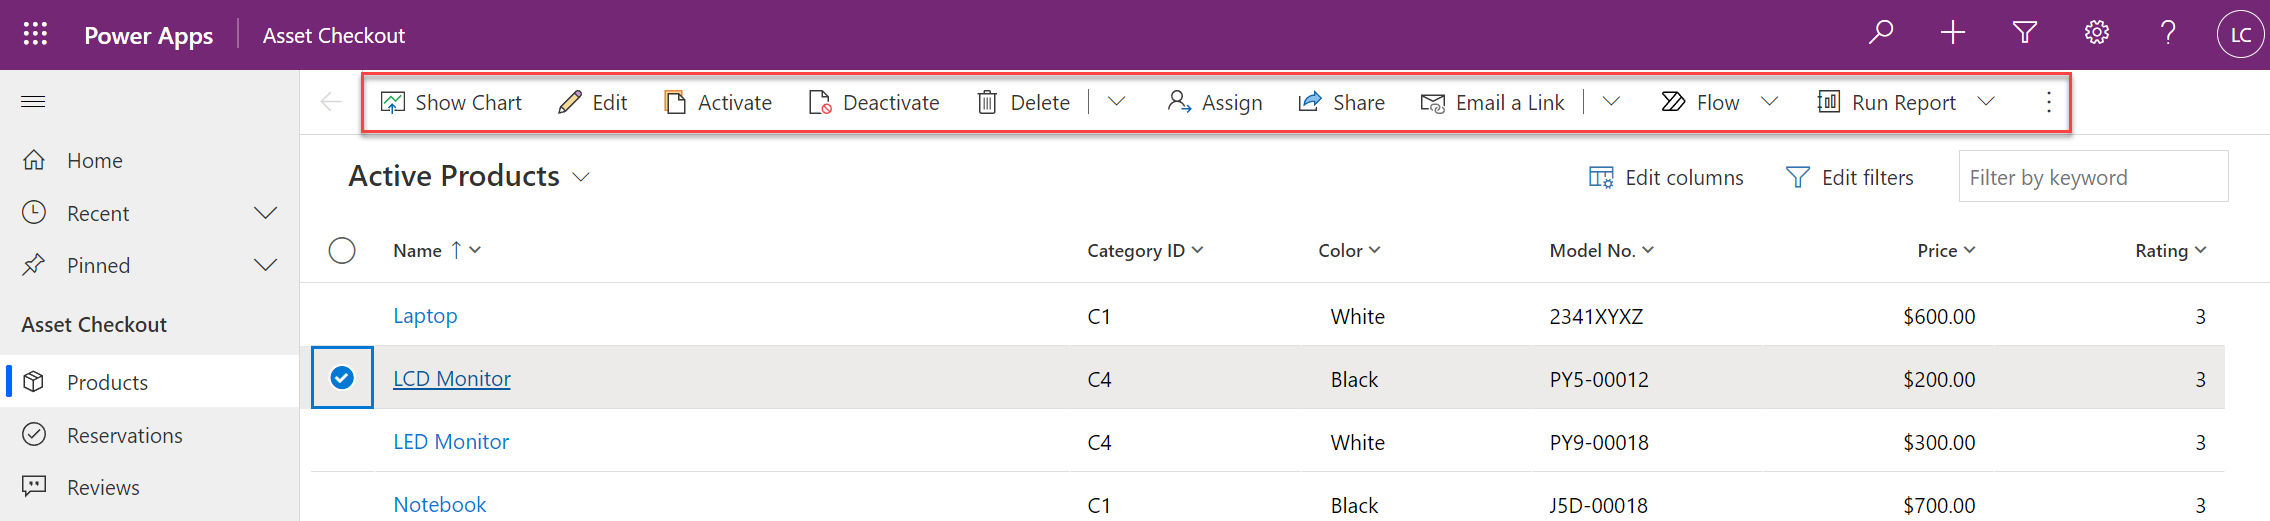 Power Apps Asset Checkout LC
Show Chart Edit Activate Deactivate Delete Assign Share Email a Link Flow Run Report
Home
Recent
Pinned
Asset Checkout
Products
Reservations
Reviews
Active Products Edit columns Edit filters Filter by keyword
Name Category ID Color Model No. Price Rating
Laptop C1 White 2341XYXZ $600.00 3
LCD Monitor C4 Black PY5-00012 $200.00 3
LED Monitor C4 White PY9-00018 $300.00 3
Notebook C1 Black J5D-00018 $700.00 3